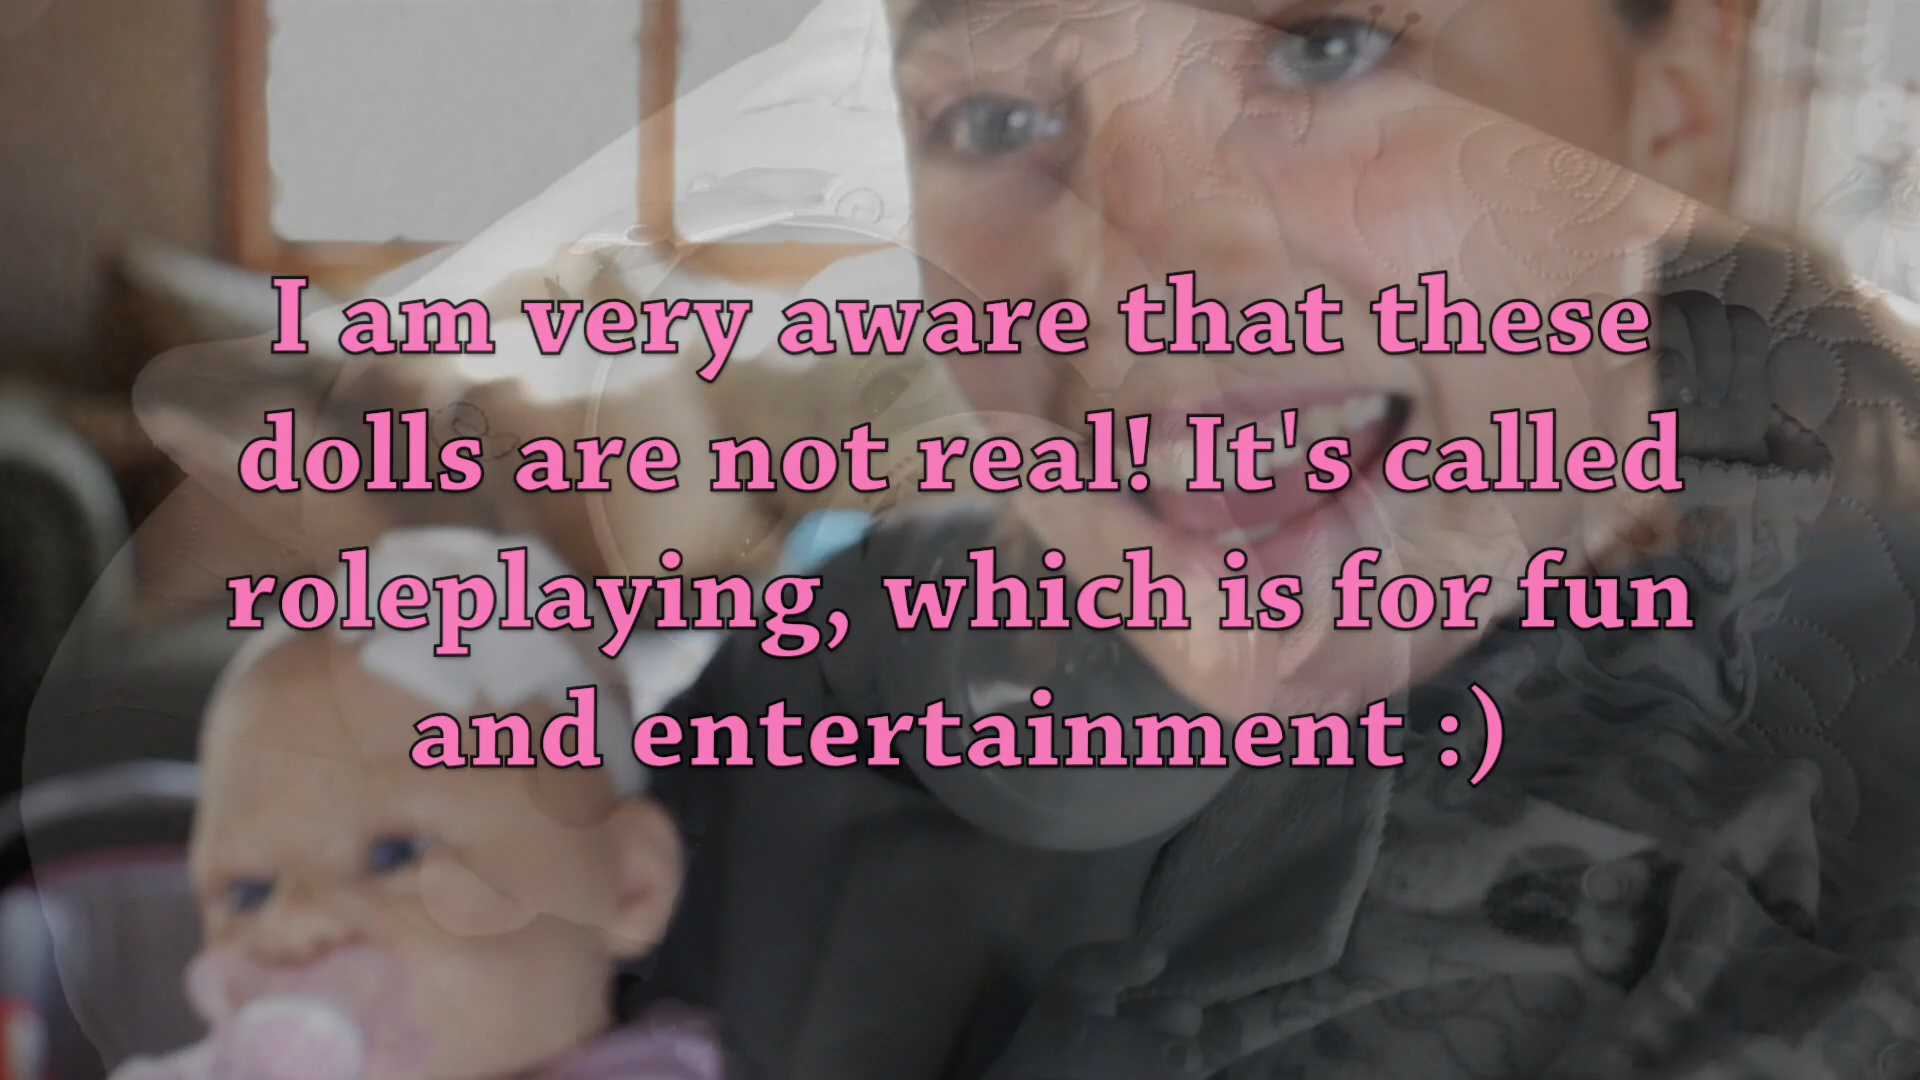 I am very aware that these
dolls are not real! It's called
roleplaying, which is for fun
and entertainment :)